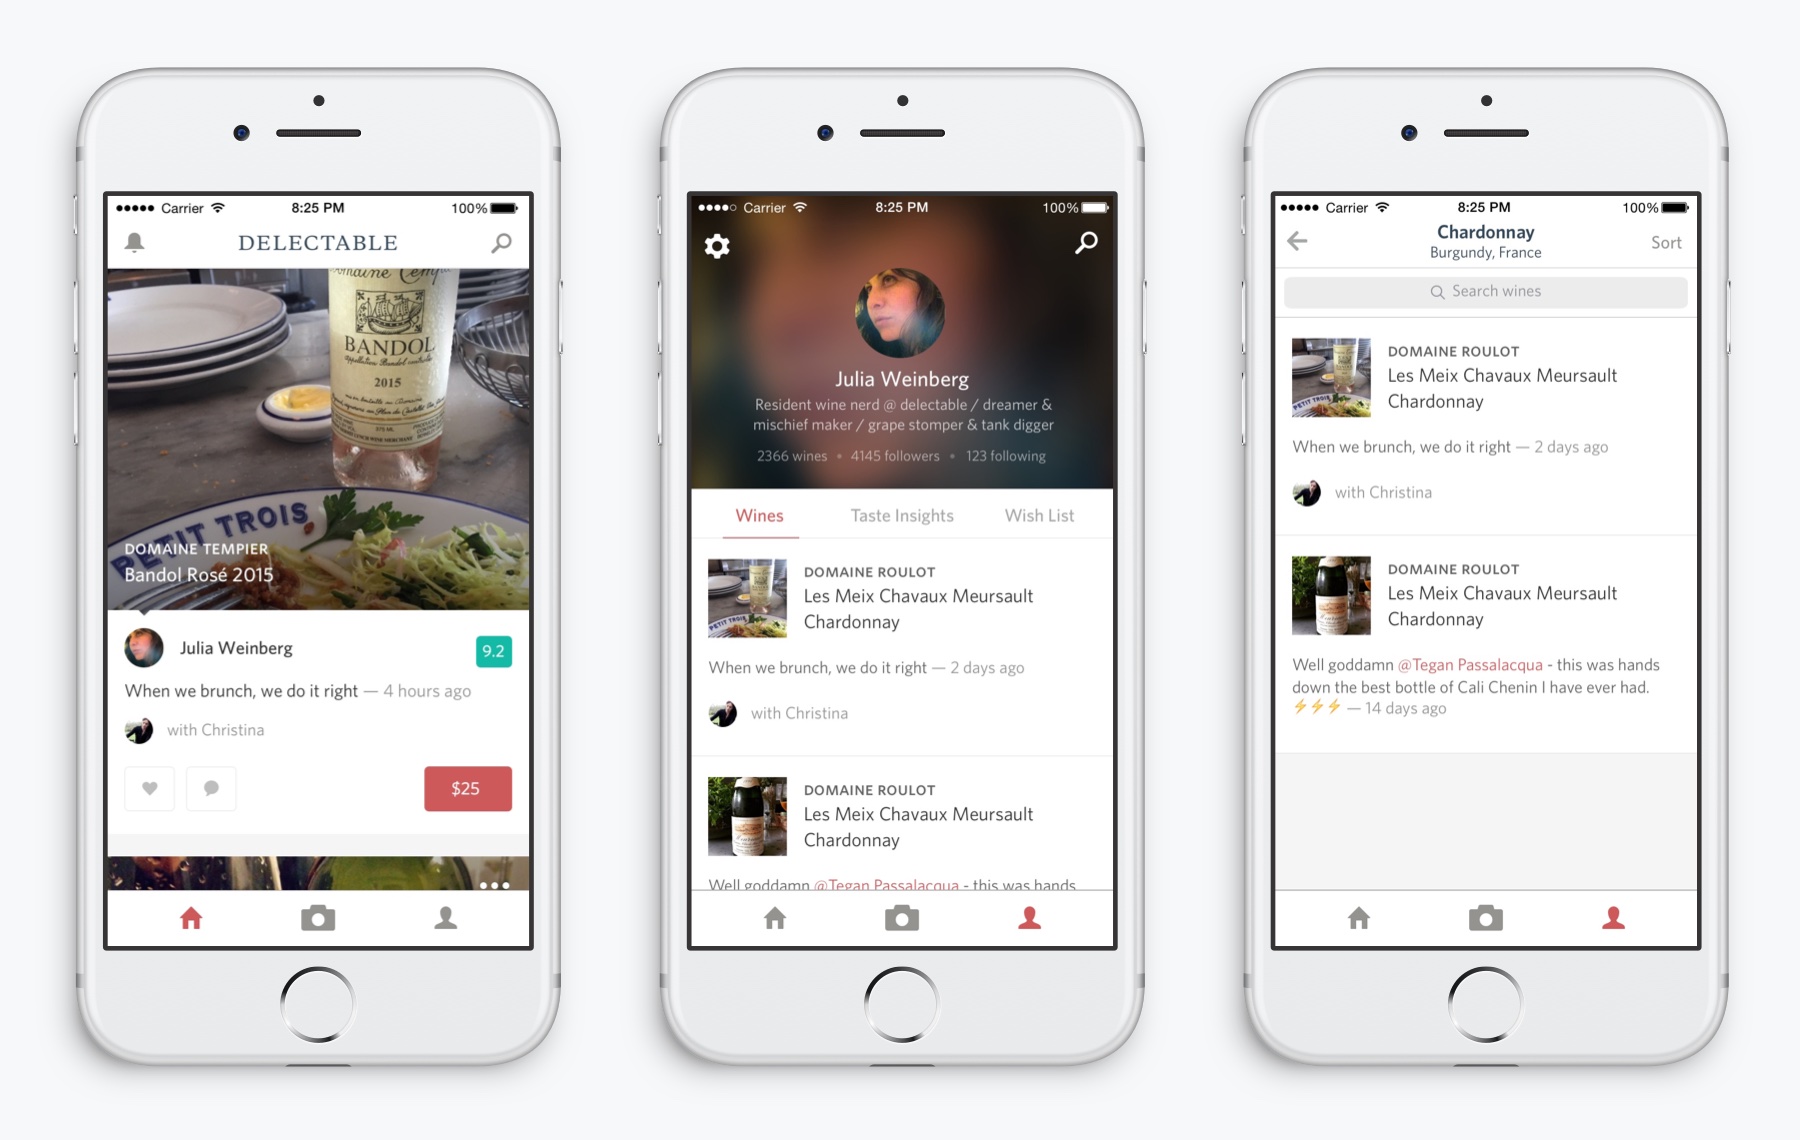 Carrier
8:25 PM
100%
DELECTABLE
BANDOL
2015
PETIT TROIS
DOMAINE TEMPIER
Bandol Rosé 2015
Julia Weinberg
9.2
When we brunch, we do it right — 4 hours ago
with Christina
$25
Carrier
8:25 PM
100%
Julia Weinberg
Resident wine nerd @ delectable / dreamer &
mischief maker / grape stomper & tank digger
2366 wines • 4145 followers • 123 following
Wines
Taste Insights
Wish List
PETIT TROIS
DOMAINE ROULOT
Les Meix Chavaux Meursault
Chardonnay
When we brunch, we do it right — 2 days ago
with Christina
DOMAINE ROULOT
Les Meix Chavaux Meursault
Chardonnay
Well goddamn @Tegan Passalacqua - this was hands
Carrier
8:25 PM
100%
Chardonnay
Burgundy, France
Sort
Search wines
PETIT TROIS
DOMAINE ROULOT
Les Meix Chavaux Meursault
Chardonnay
When we brunch, we do it right — 2 days ago
with Christina
DOMAINE ROULOT
Les Meix Chavaux Meursault
Chardonnay
Well goddamn @Tegan Passalacqua - this was hands
down the best bottle of Cali Chenin I have ever had.
⚡⚡⚡ — 14 days ago